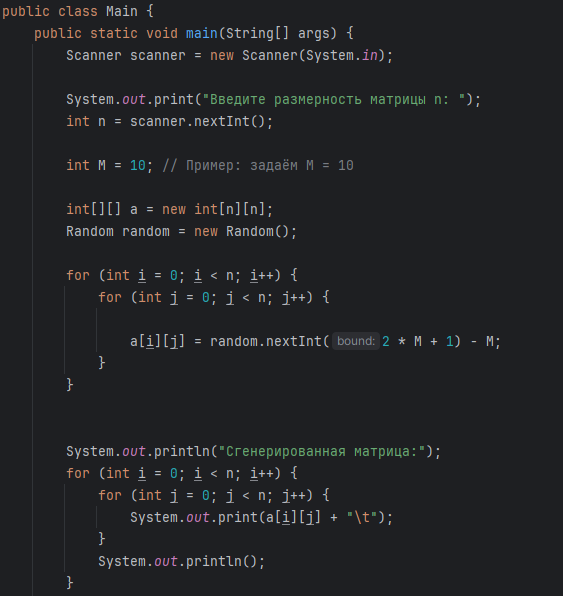 public class Main {
public static void main(String[] args) {
Scanner scanner = new Scanner(System.in);
System.out.print("Введите размерность матрицы n: ");
int n = scanner.nextInt();
int M = 10; // Пример: задаём M = 10
int[][] a = new int[n][n];
Random random = new Random();
for (int i = 0; i < n; i++) {
for (int j = 0; j < n; j++) {
a[i][j] = random.nextInt( bound: 2 * M + 1) - M;
}
}
System.out.println("Сгенерированная матрица:");
for (int i = 0; i < n; i++) {
for (int j = 0; j < n; j++) {
System.out.print(a[i][j] + "\t");
}
System.out.println();
}